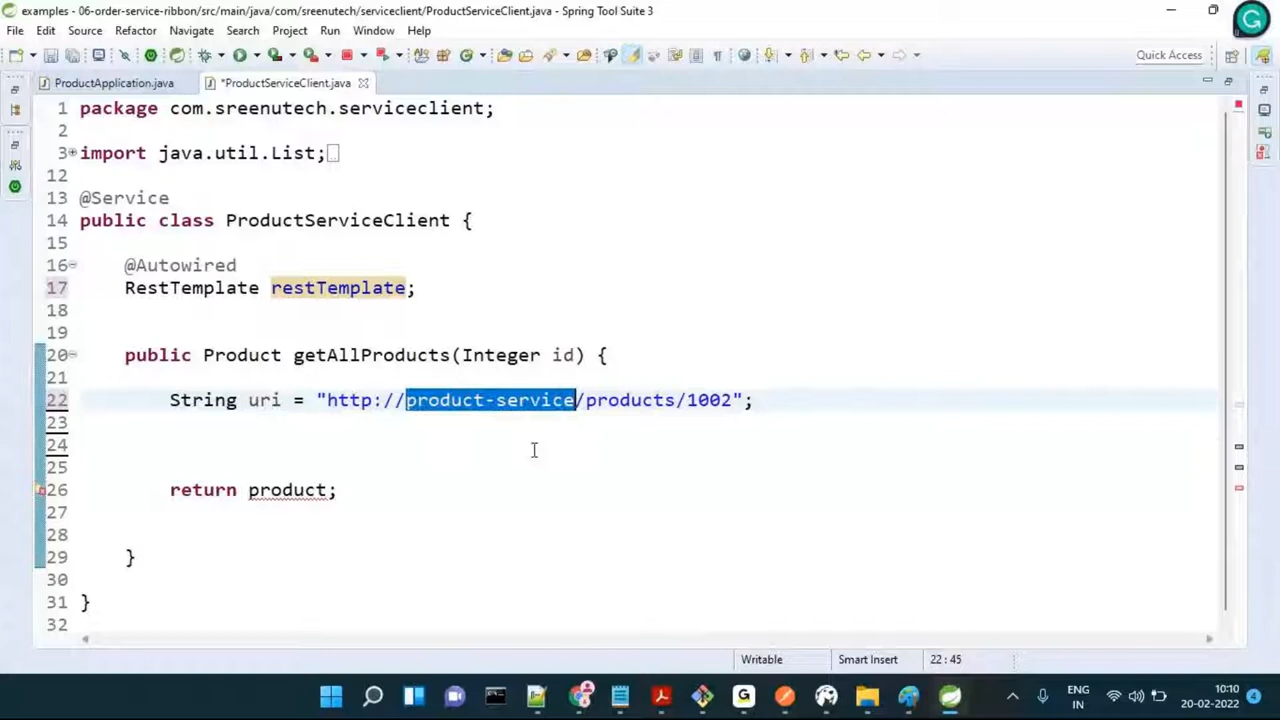 examples - 06-order-service-ribbon/src/main/java/com/sreenutech/serviceclient/ProductServiceClient.java - Spring Tool Suite 3
File Edit Source Refactor Navigate Search Project Run Window Help
Quick Access
ProductApplication.java *ProductServiceClient.java
1 package com.sreenutech.serviceclient;
2
3 import java.util.List;
12
13 @Service
14 public class ProductServiceClient {
15
16 @Autowired
17 RestTemplate restTemplate;
18
19
20 public Product getAllProducts(Integer id) {
21
22 String uri = "http://product-service/products/1002";
23
24
25
26 return product;
27
28
29 }
30
31 }
32
Writable Smart Insert 22 : 45
ENG 10:10
IN 20-02-2022 4